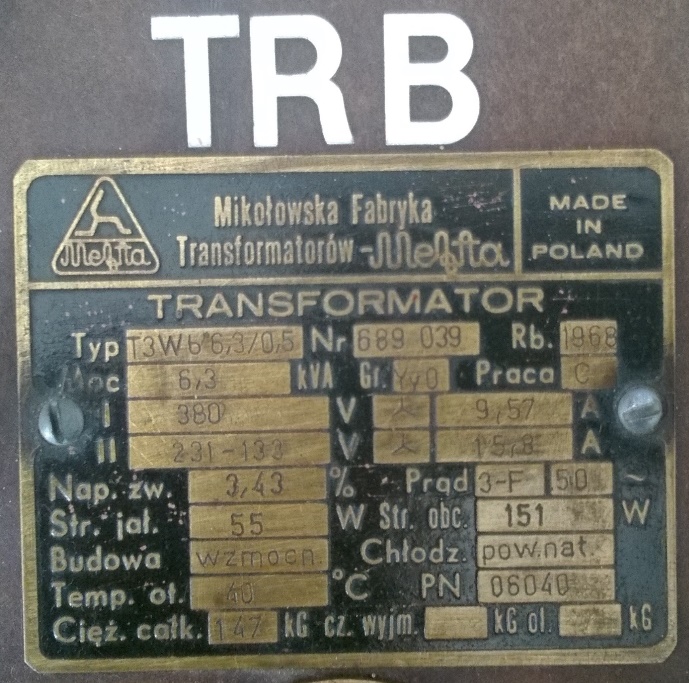 TR B
Mefta
Mikołowska Fabryka
Transformatorów - Mefta
MADE
IN
POLAND
TRANSFORMATOR
Typ T3Wb 6,3/0,5 Nr 689 039 Rb. 1968
Moc 6,3 kVA Gr. Yy0 Praca C
I 380 V 9,57 A
II 231-133 V 15,8 A
Nap. zw. 3,43 % Prąd 3-F 50 ~
Str. jał. 55 W Str. obc. 151 W
Budowa wzmocn. Chłodz. pow.nat.
Temp. ot. 40 °C PN 06040
Cięż. całk. 147 kG cz. wyjm. kG ol. kG